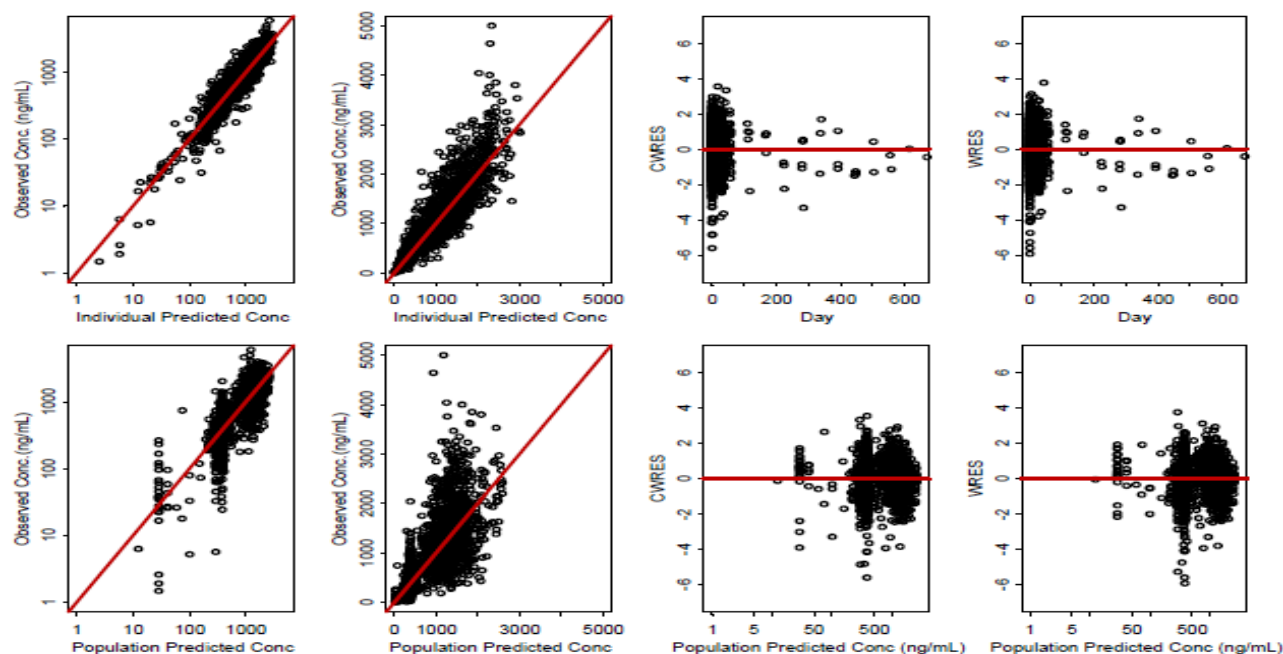 Observed Conc.(ng/mL)
1000
100
10
1
1 10 100 1000
Individual Predicted Conc
Observed Conc.(ng/mL)
5000
4000
3000
2000
1000
0
0 1000 3000 5000
Individual Predicted Conc
CWRES
6
4
2
0
-2
-4
-6
0 200 400 600
Day
WRES
6
4
2
0
-2
-4
-6
0 200 400 600
Day
Observed Conc.(ng/mL)
1000
100
10
1
1 10 100 1000
Population Predicted Conc
Observed Conc.(ng/mL)
5000
4000
3000
2000
1000
0
0 1000 3000 5000
Population Predicted Conc
CWRES
6
4
2
0
-2
-4
-6
1 5 50 500
Population Predicted Conc (ng/mL)
WRES
6
4
2
0
-2
-4
-6
1 5 50 500
Population Predicted Conc (ng/mL)